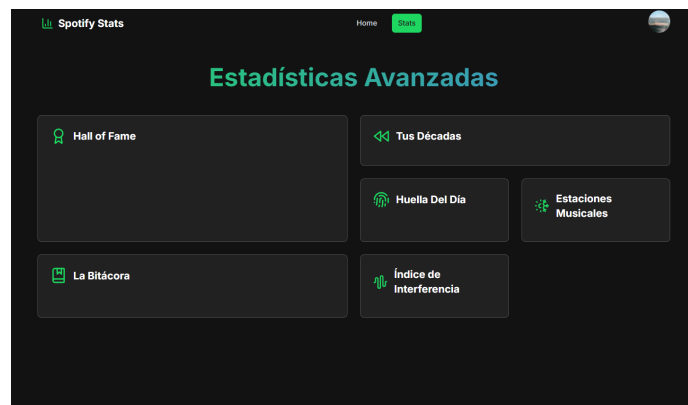 Spotify Stats
Home
Stats
Estadísticas Avanzadas
Hall of Fame
Tus Décadas
Huella Del Día
Estaciones
Musicales
La Bitácora
Índice de
Interferencia